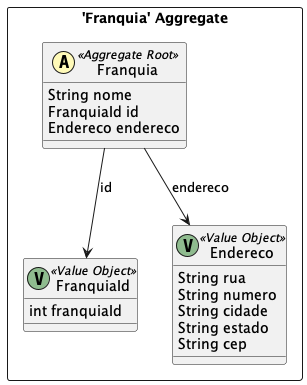 'Franquia' Aggregate
A «Aggregate Root»
Franquia
String nome
FranquiaId id
Endereco endereco
id
endereco
V «Value Object»
FranquiaId
int franquiaId
V «Value Object»
Endereco
String rua
String numero
String cidade
String estado
String cep